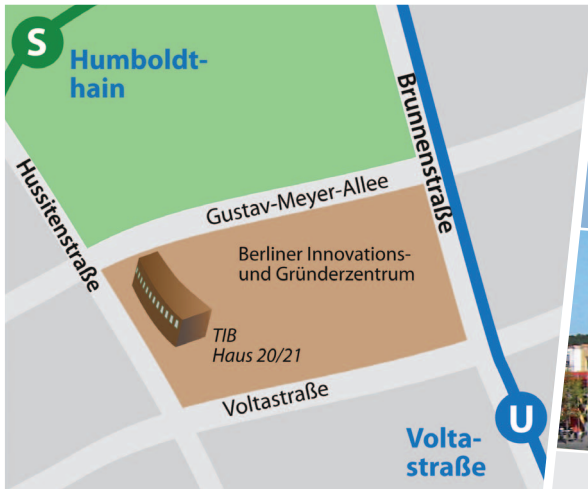 S
Humboldt-
hain
Brunnenstraße
Hussitenstraße
Gustav-Meyer-Allee
Berliner Innovations-
und Gründerzentrum
TIB
Haus 20/21
Voltastraße
U
Volta-
straße